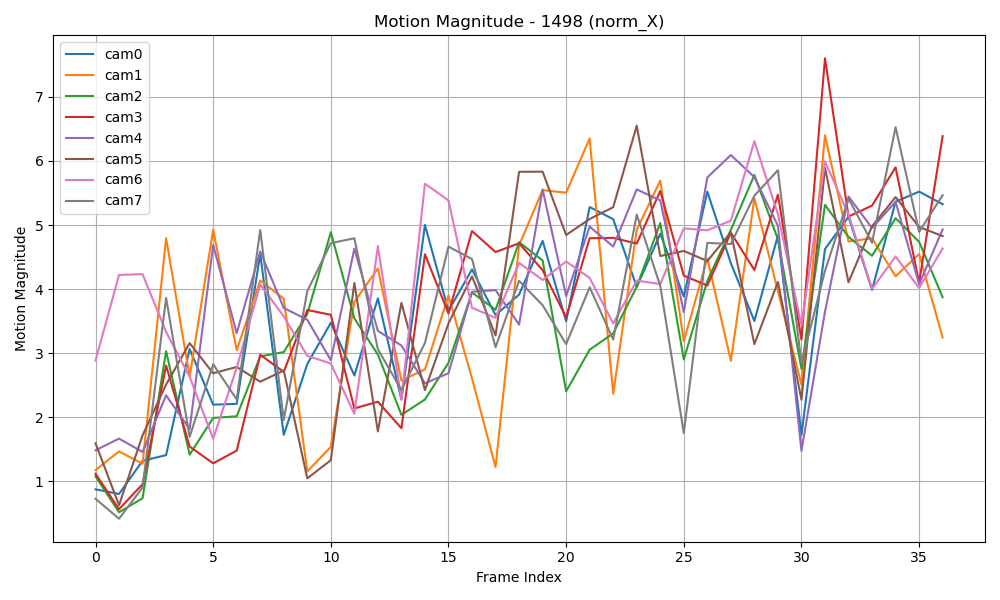 Motion Magnitude - 1498 (norm_X)
cam0
cam1
cam2
cam3
cam4
cam5
cam6
cam7
Motion Magnitude
7
6
5
4
3
2
1
0 5 10 15 20 25 30 35
Frame Index